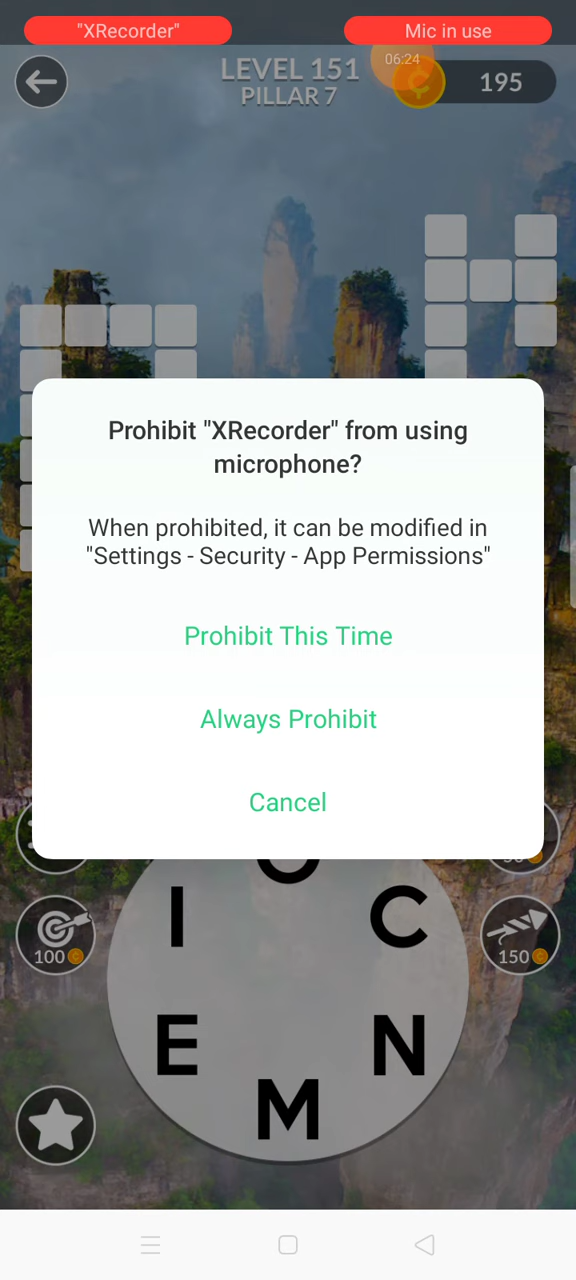 "XRecorder"
Mic in use
06:24
LEVEL 151
PILLAR 7
195
Prohibit "XRecorder" from using
microphone?
When prohibited, it can be modified in
"Settings - Security - App Permissions"
Prohibit This Time
Always Prohibit
Cancel
I
C
100
150
E
N
M